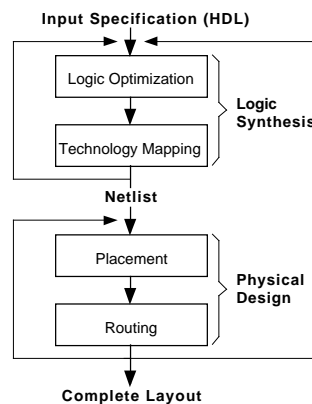 Input Specification (HDL)
Logic Optimization
Technology Mapping
Logic
Synthesis
Netlist
Placement
Routing
Physical
Design
Complete Layout